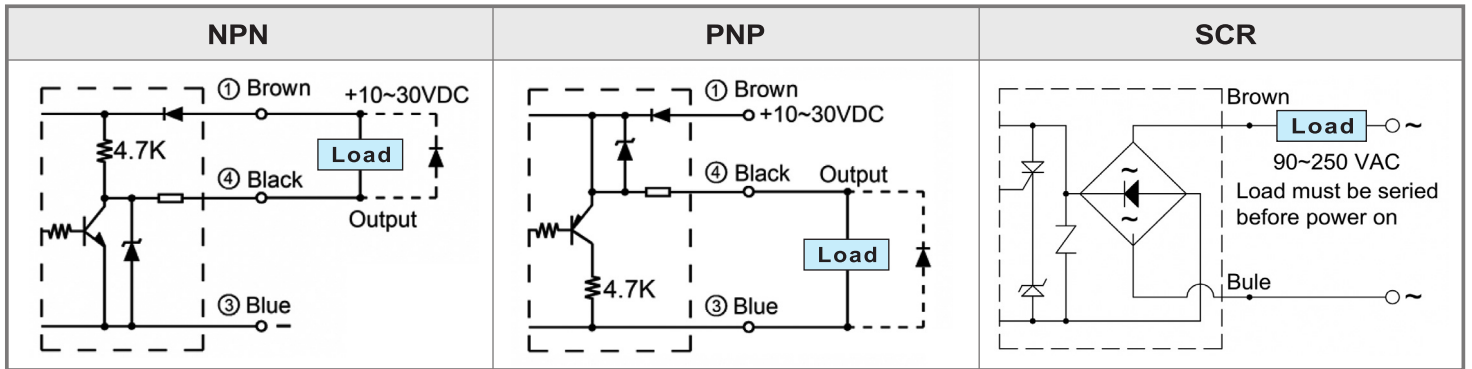 NPN
PNP
SCR
① Brown
+10~30VDC
4.7K
Load
④ Black
Output
③ Blue
−
① Brown
+10~30VDC
④ Black
Output
Load
4.7K
③ Blue
Brown
Load
~
90~250 VAC
Load must be seried
before power on
~
~
Bule
~